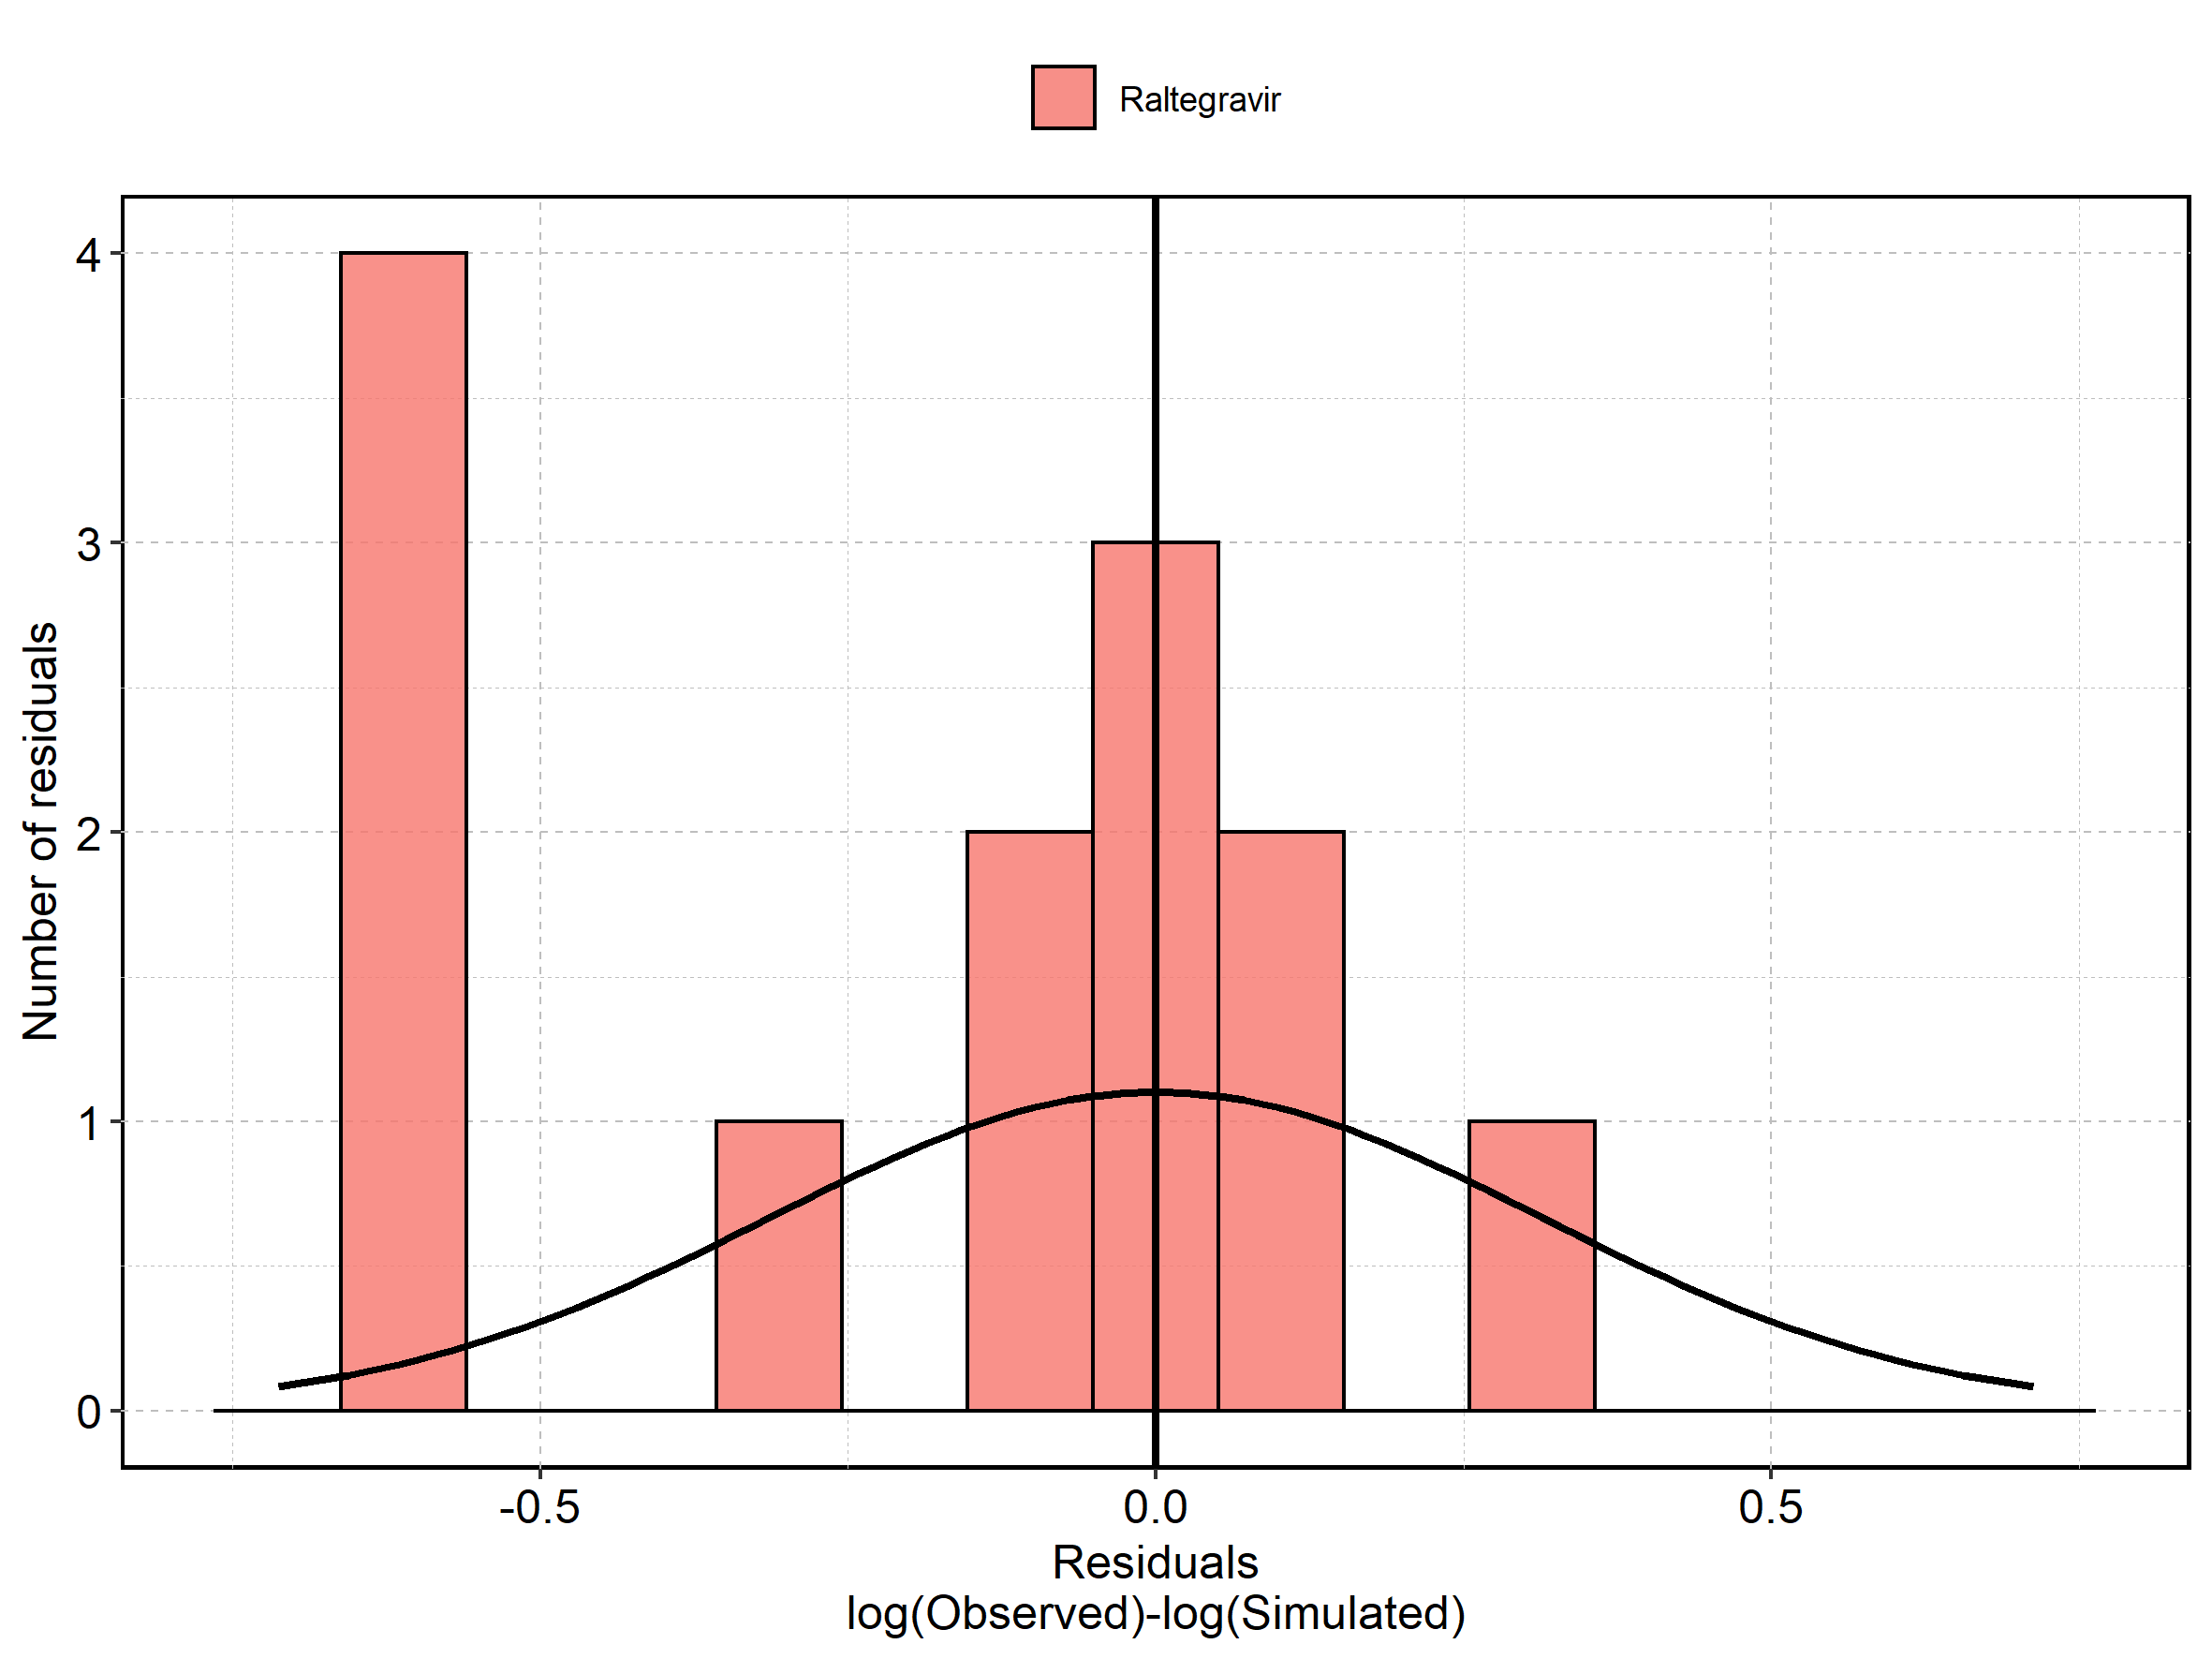 Raltegravir
4
3
2
1
0
Number of residuals
-0.5
0.0
0.5
Residuals
log(Observed)-log(Simulated)